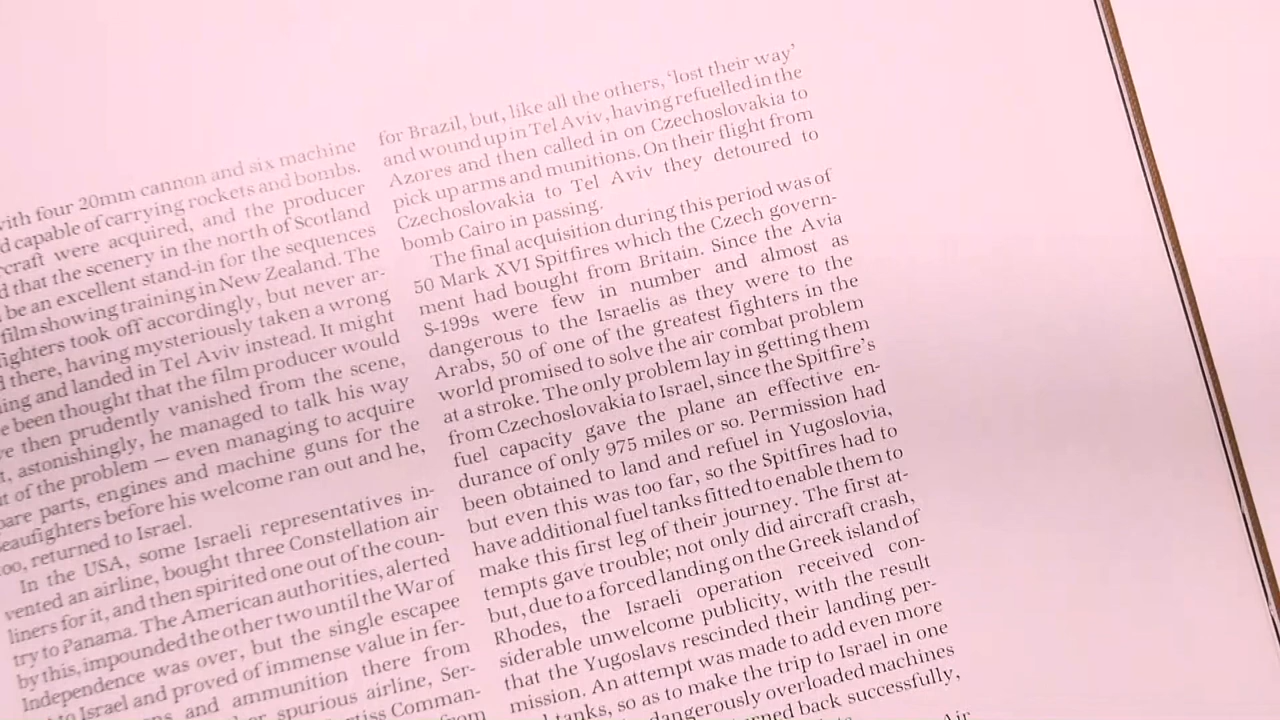 with four 20mm cannon and six machine
d capable of carrying rockets and bombs.
craft were acquired, and the producer
d that the scenery in the north of Scotland
be an excellent stand-in for the sequences
film showing training in New Zealand. The
fighters took off accordingly, but never ar-
d there, having mysteriously taken a wrong
ing and landed in Tel Aviv instead. It might
e been thought that the film producer would
ve then prudently vanished from the scene,
t, astonishingly, he managed to talk his way
t of the problem — even managing to acquire
pare parts, engines and machine guns for the
eaufighters before his welcome ran out and he,
too, returned to Israel.
In the USA, some Israeli representatives in-
vented an airline, bought three Constellation air
liners for it, and then spirited one out of the coun-
try to Panama. The American authorities, alerted
by this, impounded the other two until the War of
Independence was over, but the single escapee
to Israel and proved of immense value in fer-
and ammunition there from
spurious airline, Ser-
Comman-
from
for Brazil, but, like all the others, ‘lost their way’
and wound up in Tel Aviv, having refuelled in the
Azores and then called in on Czechoslovakia to
pick up arms and munitions. On their flight from
Czechoslovakia to Tel Aviv they detoured to
bomb Cairo in passing.
The final acquisition during this period was of
50 Mark XVI Spitfires which the Czech govern-
ment had bought from Britain. Since the Avia
S-199s were few in number and almost as
dangerous to the Israelis as they were to the
Arabs, 50 of one of the greatest fighters in the
world promised to solve the air combat problem
at a stroke. The only problem lay in getting them
from Czechoslovakia to Israel, since the Spitfire's
fuel capacity gave the plane an effective en-
durance of only 975 miles or so. Permission had
been obtained to land and refuel in Yugoslovia,
but even this was too far, so the Spitfires had to
have additional fuel tanks fitted to enable them to
make this first leg of their journey. The first at-
tempts gave trouble; not only did aircraft crash,
but, due to a forced landing on the Greek island of
Rhodes, the Israeli operation received con-
siderable unwelcome publicity, with the result
that the Yugoslavs rescinded their landing per-
mission. An attempt was made to add even more
tanks, so as to make the trip to Israel in one
dangerously overloaded machines
turned back successfully,
Air